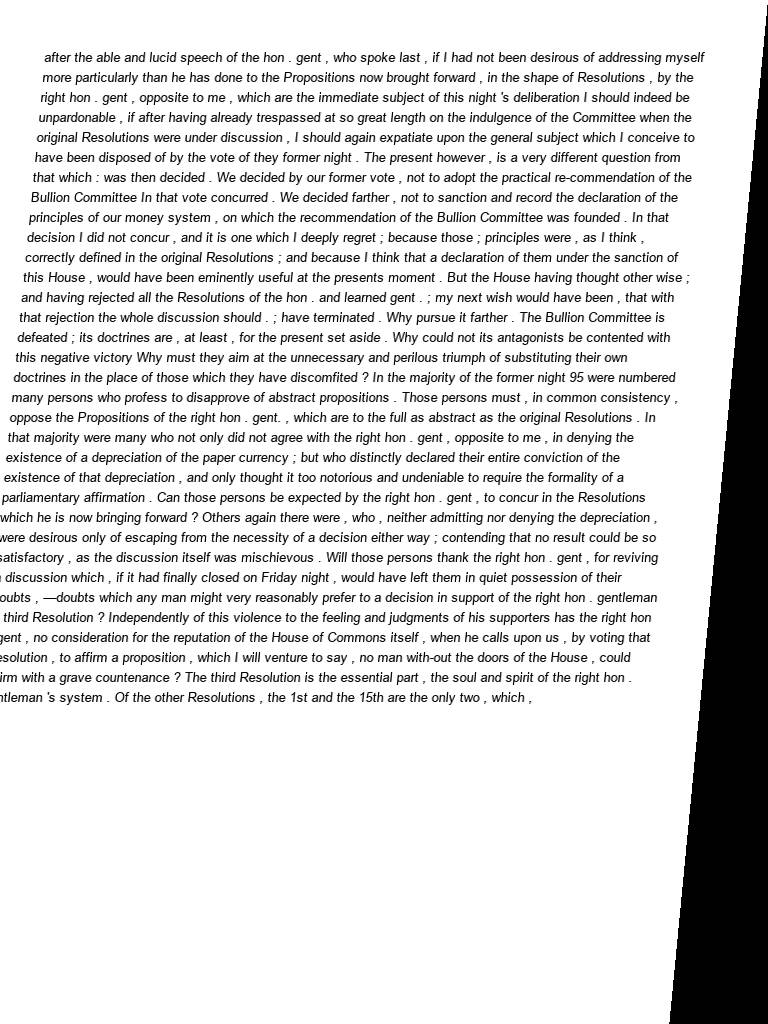 after the able and lucid speech of the hon . gent , who spoke last , if I had not been desirous of addressing myself
more particularly than he has done to the Propositions now brought forward , in the shape of Resolutions , by the
right hon . gent , opposite to me , which are the immediate subject of this night 's deliberation I should indeed be
unpardonable , if after having already trespassed at so great length on the indulgence of the Committee when the
original Resolutions were under discussion , I should again expatiate upon the general subject which I conceive to
have been disposed of by the vote of they former night . The present however , is a very different question from
that which : was then decided . We decided by our former vote , not to adopt the practical re-commendation of the
Bullion Committee In that vote concurred . We decided farther , not to sanction and record the declaration of the
principles of our money system , on which the recommendation of the Bullion Committee was founded . In that
decision I did not concur , and it is one which I deeply regret ; because those ; principles were , as I think ,
correctly defined in the original Resolutions ; and because I think that a declaration of them under the sanction of
this House , would have been eminently useful at the presents moment . But the House having thought other wise ;
and having rejected all the Resolutions of the hon . and learned gent . ; my next wish would have been , that with
that rejection the whole discussion should . ; have terminated . Why pursue it farther . The Bullion Committee is
defeated ; its doctrines are , at least , for the present set aside . Why could not its antagonists be contented with
this negative victory Why must they aim at the unnecessary and perilous triumph of substituting their own
doctrines in the place of those which they have discomfited ? In the majority of the former night 95 were numbered
many persons who profess to disapprove of abstract propositions . Those persons must , in common consistency ,
oppose the Propositions of the right hon . gent. , which are to the full as abstract as the original Resolutions . In
that majority were many who not only did not agree with the right hon . gent , opposite to me , in denying the
existence of a depreciation of the paper currency ; but who distinctly declared their entire conviction of the
existence of that depreciation , and only thought it too notorious and undeniable to require the formality of a
parliamentary affirmation . Can those persons be expected by the right hon . gent , to concur in the Resolutions
which he is now bringing forward ? Others again there were , who , neither admitting nor denying the depreciation ,
were desirous only of escaping from the necessity of a decision either way ; contending that no result could be so
satisfactory , as the discussion itself was mischievous . Will those persons thank the right hon . gent , for reviving
discussion which , if it had finally closed on Friday night , would have left them in quiet possession of their
oubts , —doubts which any man might very reasonably prefer to a decision in support of the right hon . gentleman
third Resolution ? Independently of this violence to the feeling and judgments of his supporters has the right hon
gent , no consideration for the reputation of the House of Commons itself , when he calls upon us , by voting that
esolution , to affirm a proposition , which I will venture to say , no man with-out the doors of the House , could
irm with a grave countenance ? The third Resolution is the essential part , the soul and spirit of the right hon .
ntleman 's system . Of the other Resolutions , the 1st and the 15th are the only two , which ,